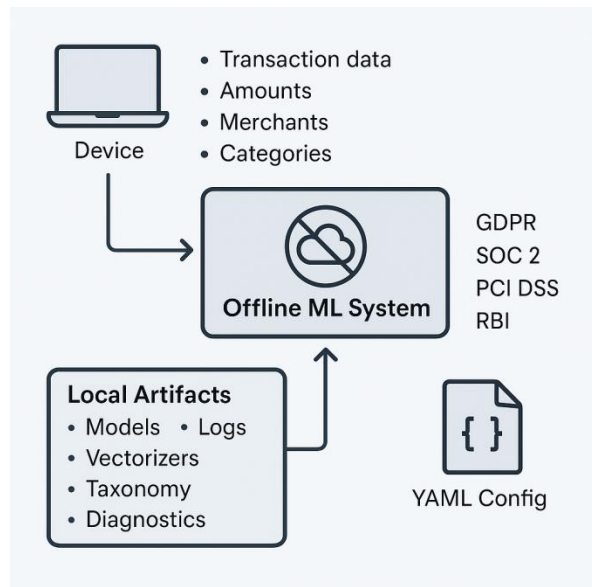 Device
• Transaction data
• Amounts
• Merchants
• Categories
Offline ML System
GDPR
SOC 2
PCI DSS
RBI
Local Artifacts
• Models • Logs
• Vectorizers
• Taxonomy
• Diagnostics
{ }
YAML Config